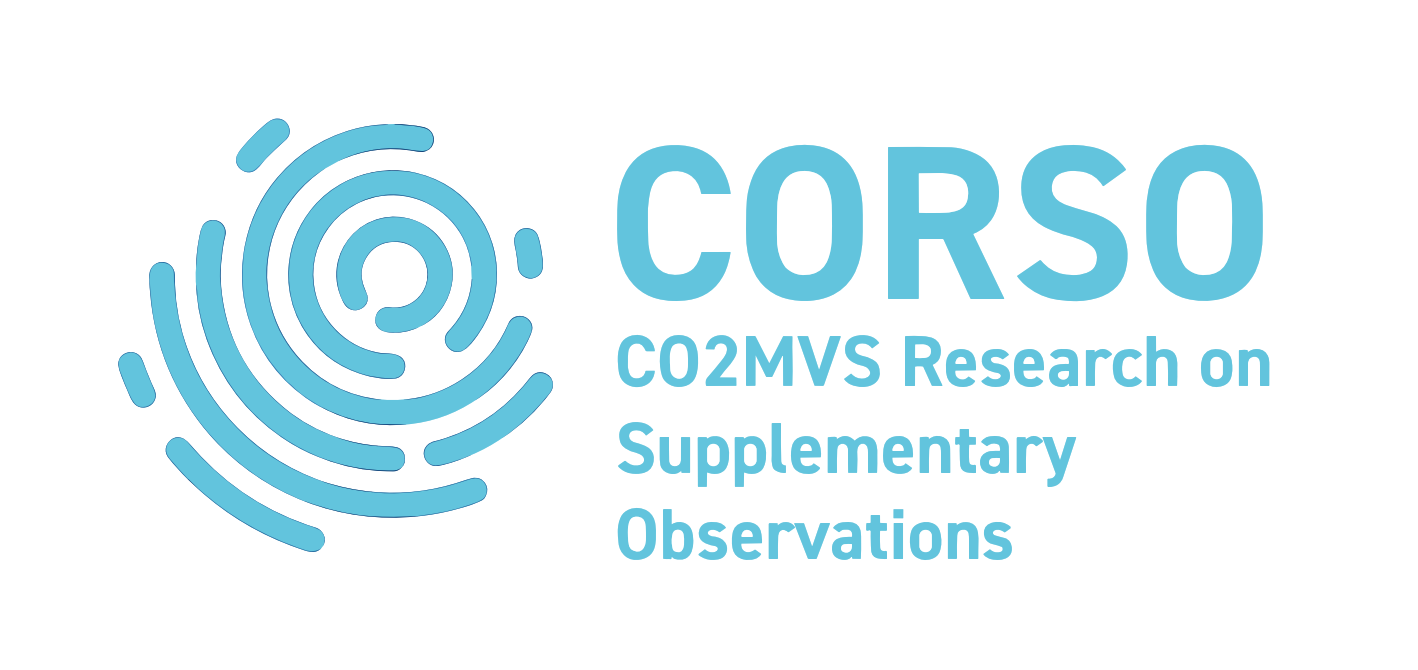 CORSO
CO2MVS Research on
Supplementary
Observations